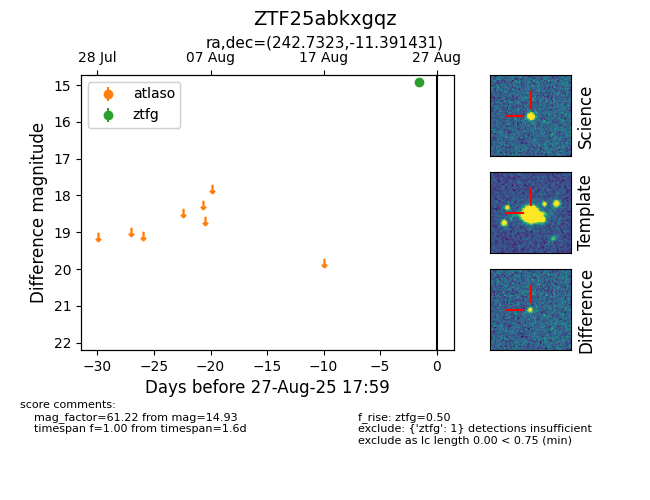 ZTF25abkxgqz
ra,dec=(242.7323,-11.391431)
28 Jul 07 Aug 17 Aug 27 Aug
atlaso
ztfg
15
16
17
18
19
20
21
22
Difference magnitude
−30 −25 −20 −15 −10 −5 0
Days before 27-Aug-25 17:59
Science
Template
Difference
score comments:
mag_factor=61.22 from mag=14.93
timespan f=1.00 from timespan=1.6d
f_rise: ztfg=0.50
exclude: {'ztfg': 1} detections insufficient
exclude as lc length 0.00 < 0.75 (min)